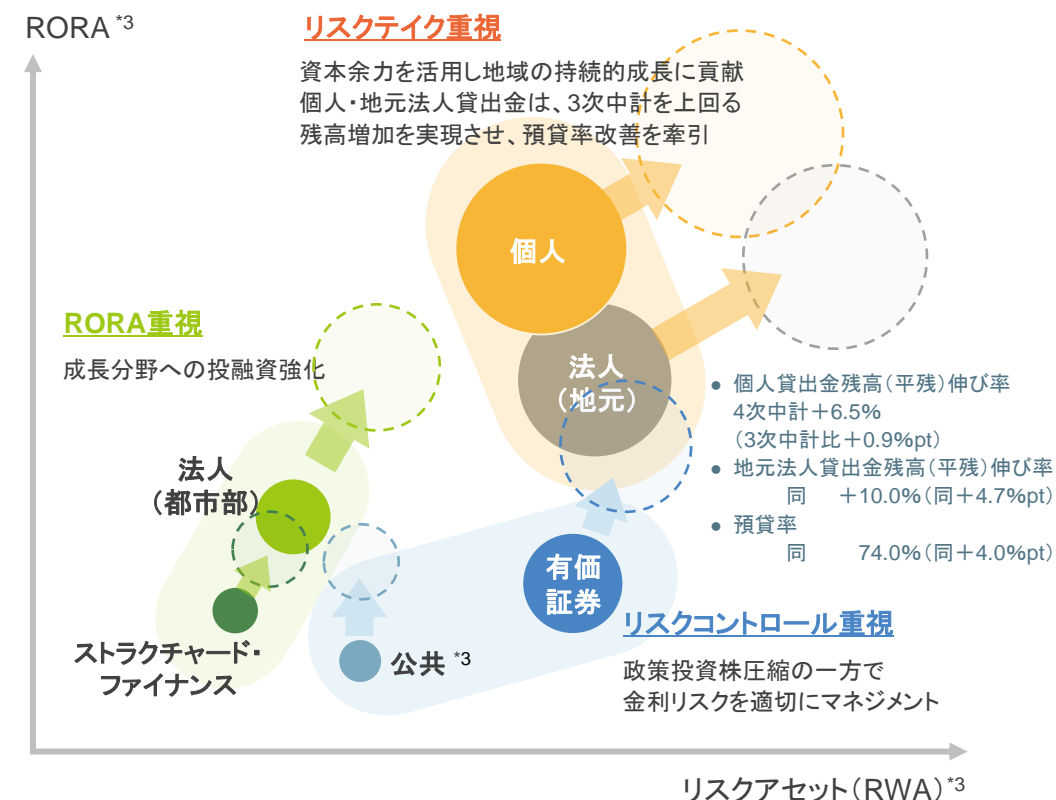 RORA *3
リスクテイク重視
資本余力を活用し地域の持続的成長に貢献
個人・地元法人貸出金は、3次中計を上回る
残高増加を実現させ、預貸率改善を牽引
個人
RORA重視
成長分野への投融資強化
法人
（地元）
● 個人貸出金残高（平残）伸び率
4次中計＋6.5%
（3次中計比＋0.9%pt）
● 地元法人貸出金残高（平残）伸び率
同 ＋10.0%（同＋4.7%pt）
● 預貸率
同 74.0%（同＋4.0%pt）
法人
（都市部）
有価
証券
ストラクチャード・
ファイナンス
公共 *3
リスクコントロール重視
政策投資株圧縮の一方で
金利リスクを適切にマネジメント
リスクアセット（RWA）*3